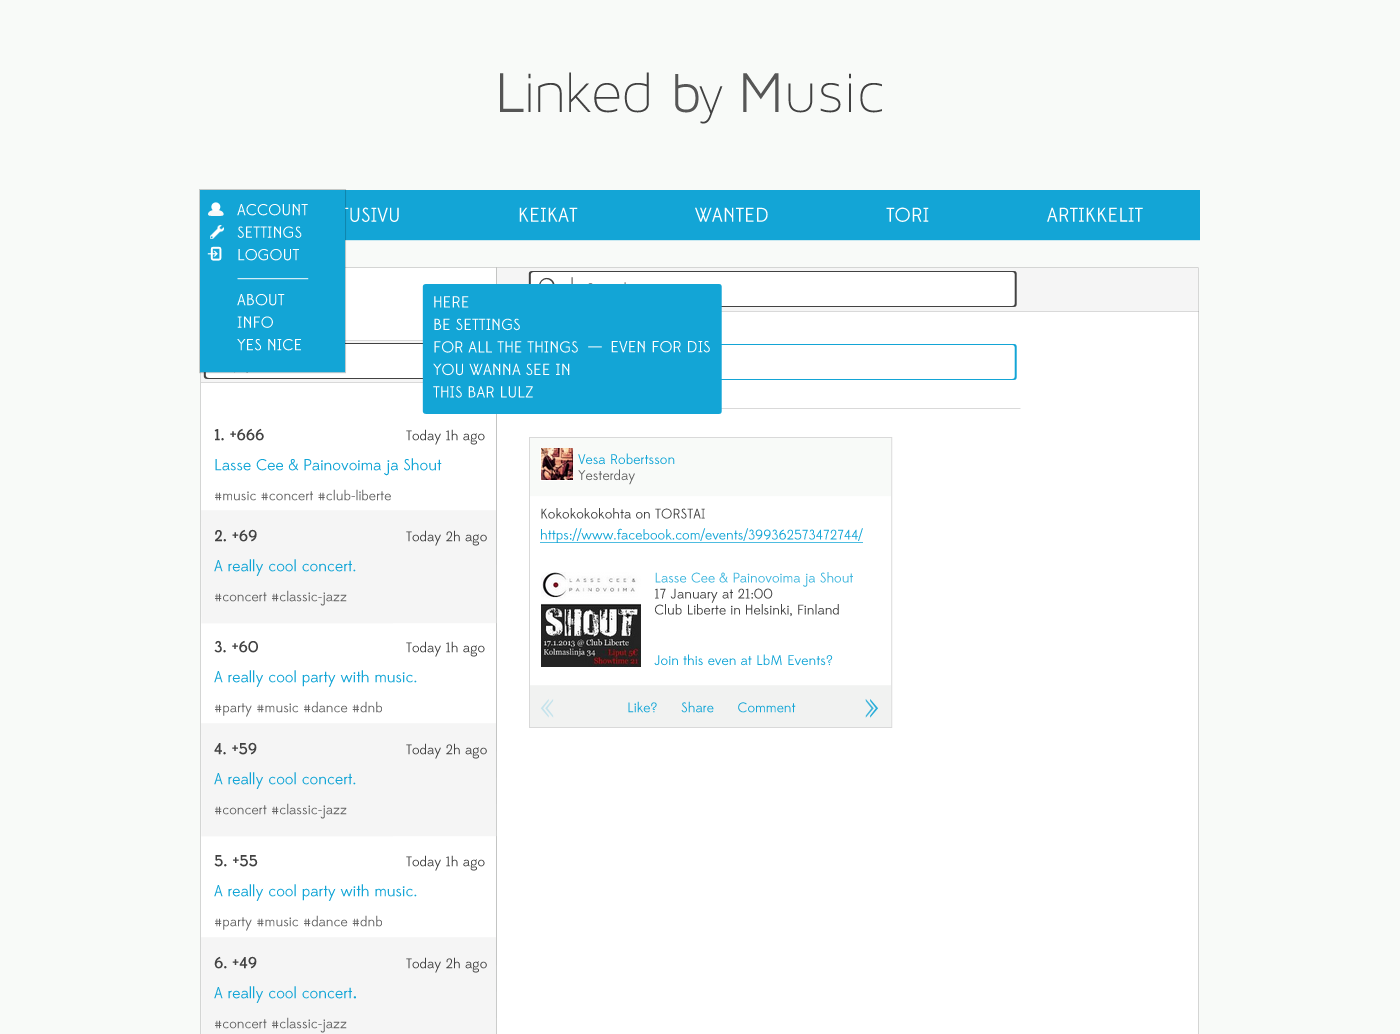 Linked by Music
ACCOUNT
SETTINGS
LOGOUT
ABOUT
INFO
YES NICE
TUSIVU
KEIKAT
WANTED
TORI
ARTIKKELIT
HERE
BE SETTINGS
FOR ALL THE THINGS — EVEN FOR DIS
YOU WANNA SEE IN
THIS BAR LULZ
1. +666 Today 1h ago
Lasse Cee & Painovoima ja Shout
#music #concert #club-liberte
2. +69 Today 2h ago
A really cool concert.
#concert #classic-jazz
3. +60 Today 1h ago
A really cool party with music.
#party #music #dance #dnb
4. +59 Today 2h ago
A really cool concert.
#concert #classic-jazz
5. +55 Today 1h ago
A really cool party with music.
#party #music #dance #dnb
6. +49 Today 2h ago
A really cool concert.
#concert #classic-jazz
Vesa Robertsson
Yesterday
Kokokokokohta on TORSTAI
https://www.facebook.com/events/399362573472744/
LASSE CEE &
PAINOVOIMA
SHOUT
17.1.2013 @ Club Liberte
Kolmaslinja 34
Liput 5€
Showtime 21
Lasse Cee & Painovoima ja Shout
17 January at 21:00
Club Liberte in Helsinki, Finland
Join this even at LbM Events?
Like? Share Comment